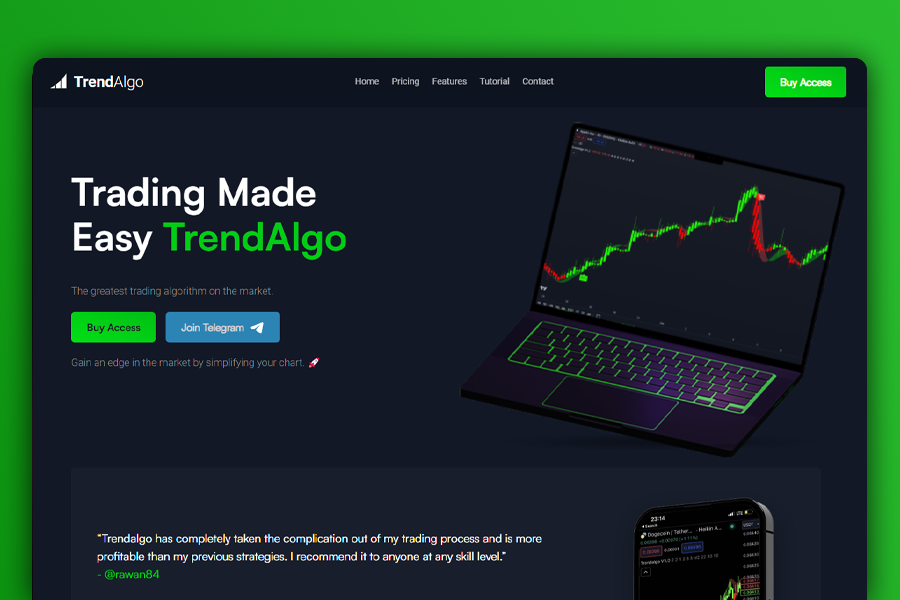 TrendAlgo
Home Pricing Features Tutorial Contact
Buy Access
Trading Made
Easy TrendAlgo
The greatest trading algorithm on the market.
Buy Access
Join Telegram
Gain an edge in the market by simplifying your chart. 🚀
"Trendalgo has completely taken the complication out of my trading process and is more
profitable than my previous strategies. I recommend it to anyone at any skill level."
- @rawan84
23:14
Dogecoin / Tether